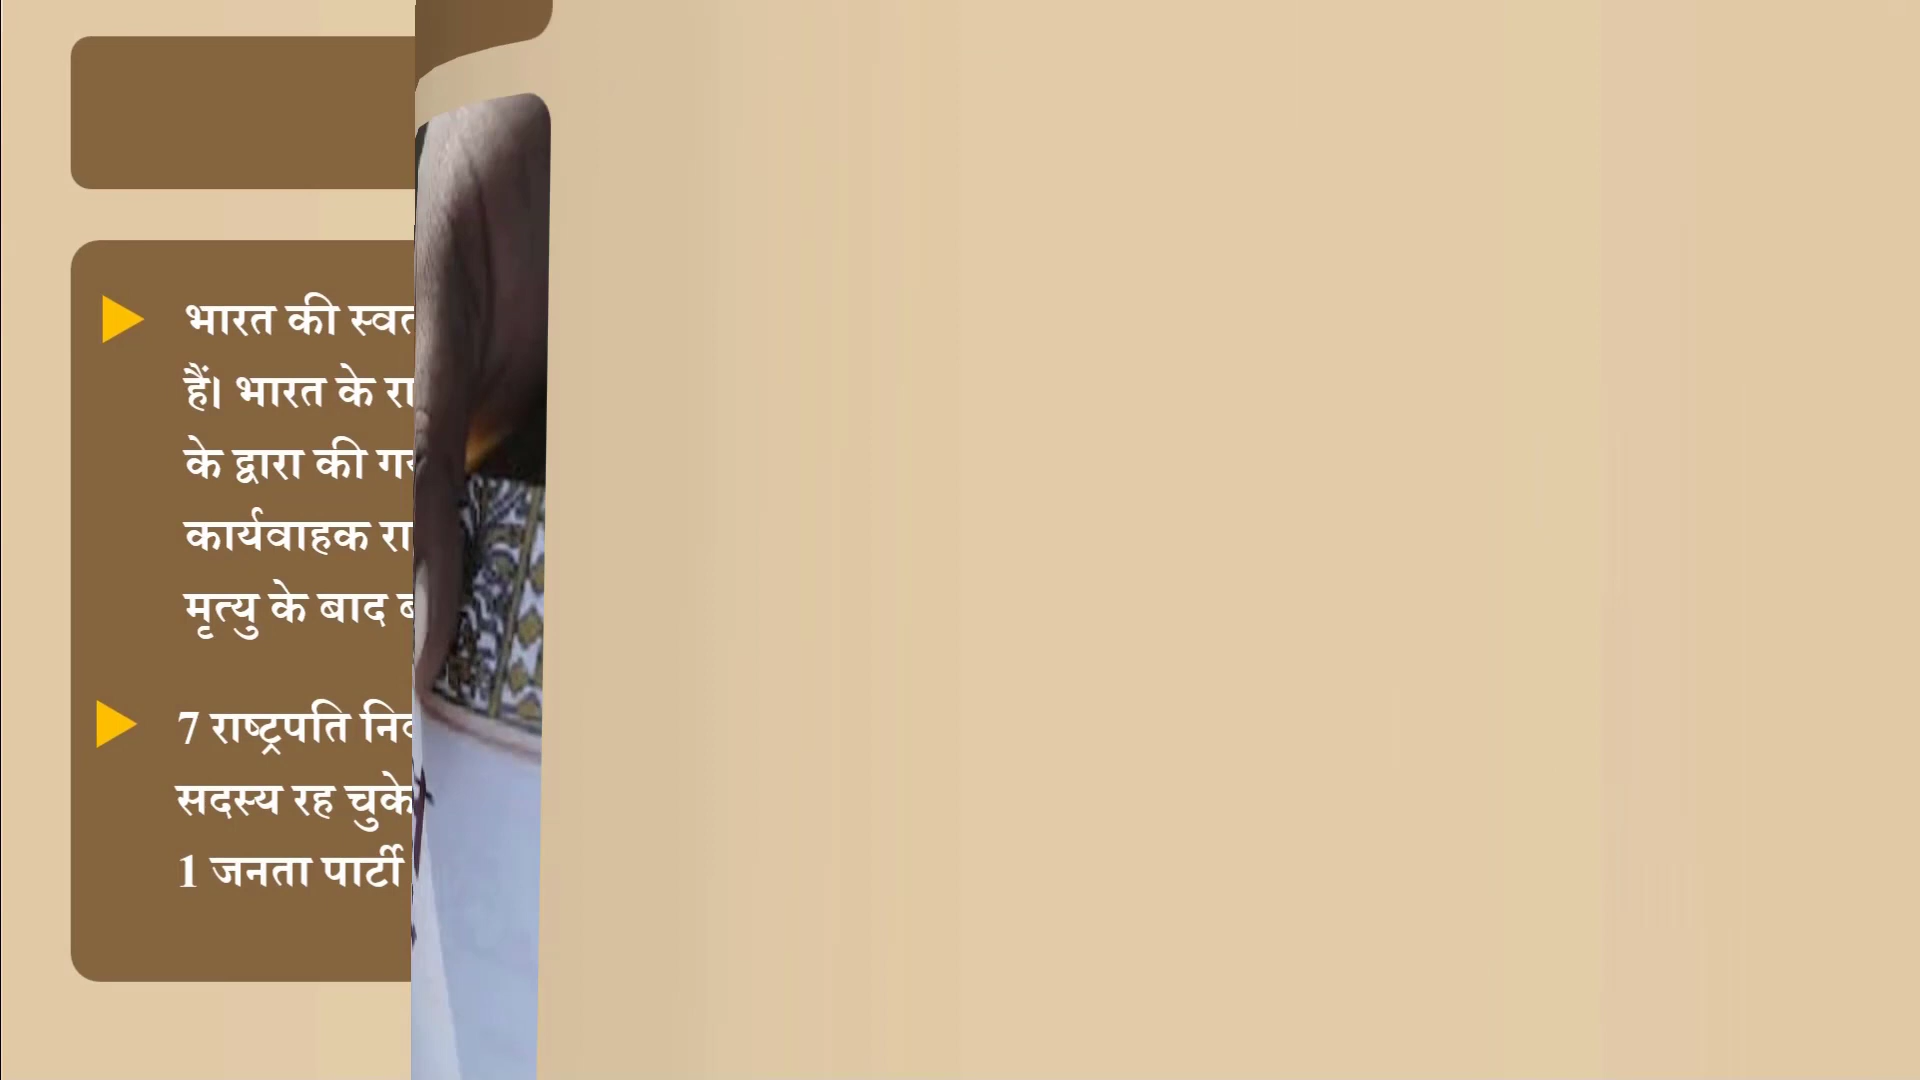 भारत की
हैं। भारत के
के द्वारा की
कार्यवाहक
मृत्यु के बाद
7 राष्ट्रपति
सदस्य रह चुके
1 जनता पार्टी